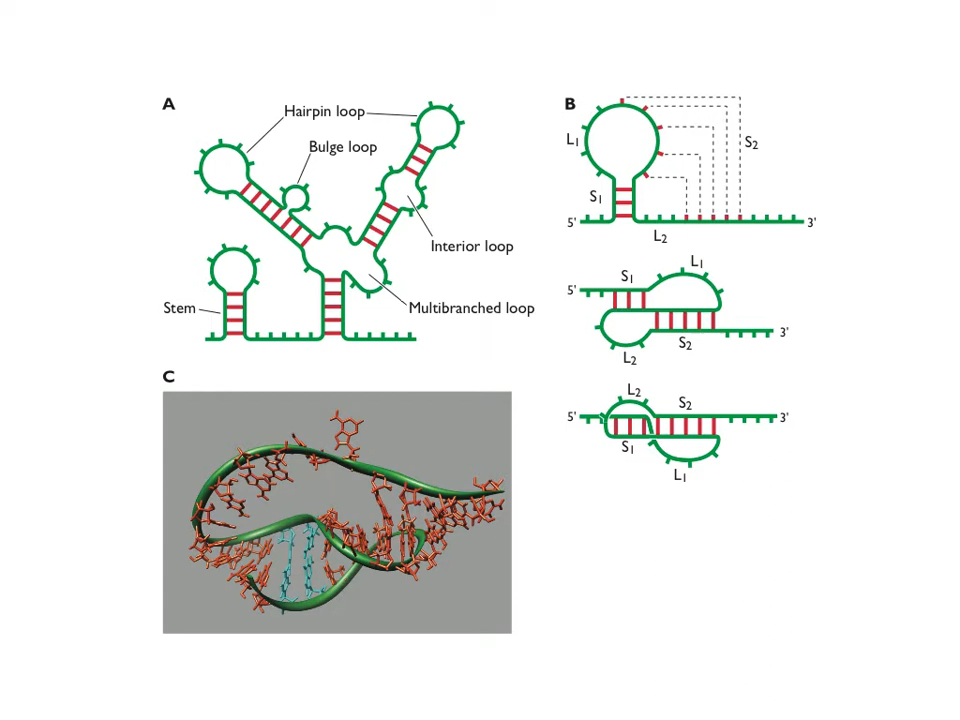 A
Hairpin loop
Bulge loop
Interior loop
Stem
Multibranched loop
B
L1
S2
S1
5'
3'
L2
L1
S1
5'
3'
S2
L2
L2
S2
5'
3'
S1
L1
C